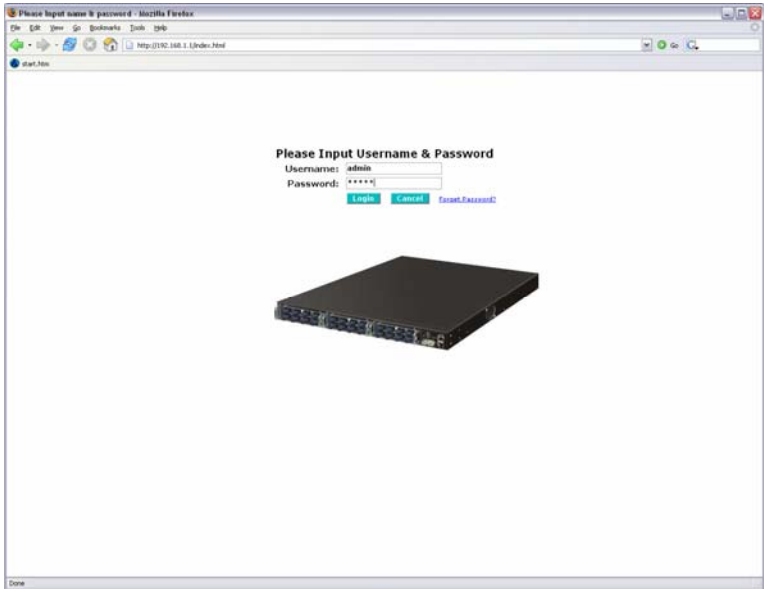 Please Input name & password - Mozilla Firefox
File Edit View Go Bookmarks Tools Help
http://192.168.1.1/index.html
Go
start.htm
Please Input Username & Password
Username: admin
Password: *****
Login Cancel Forget Password?
Done